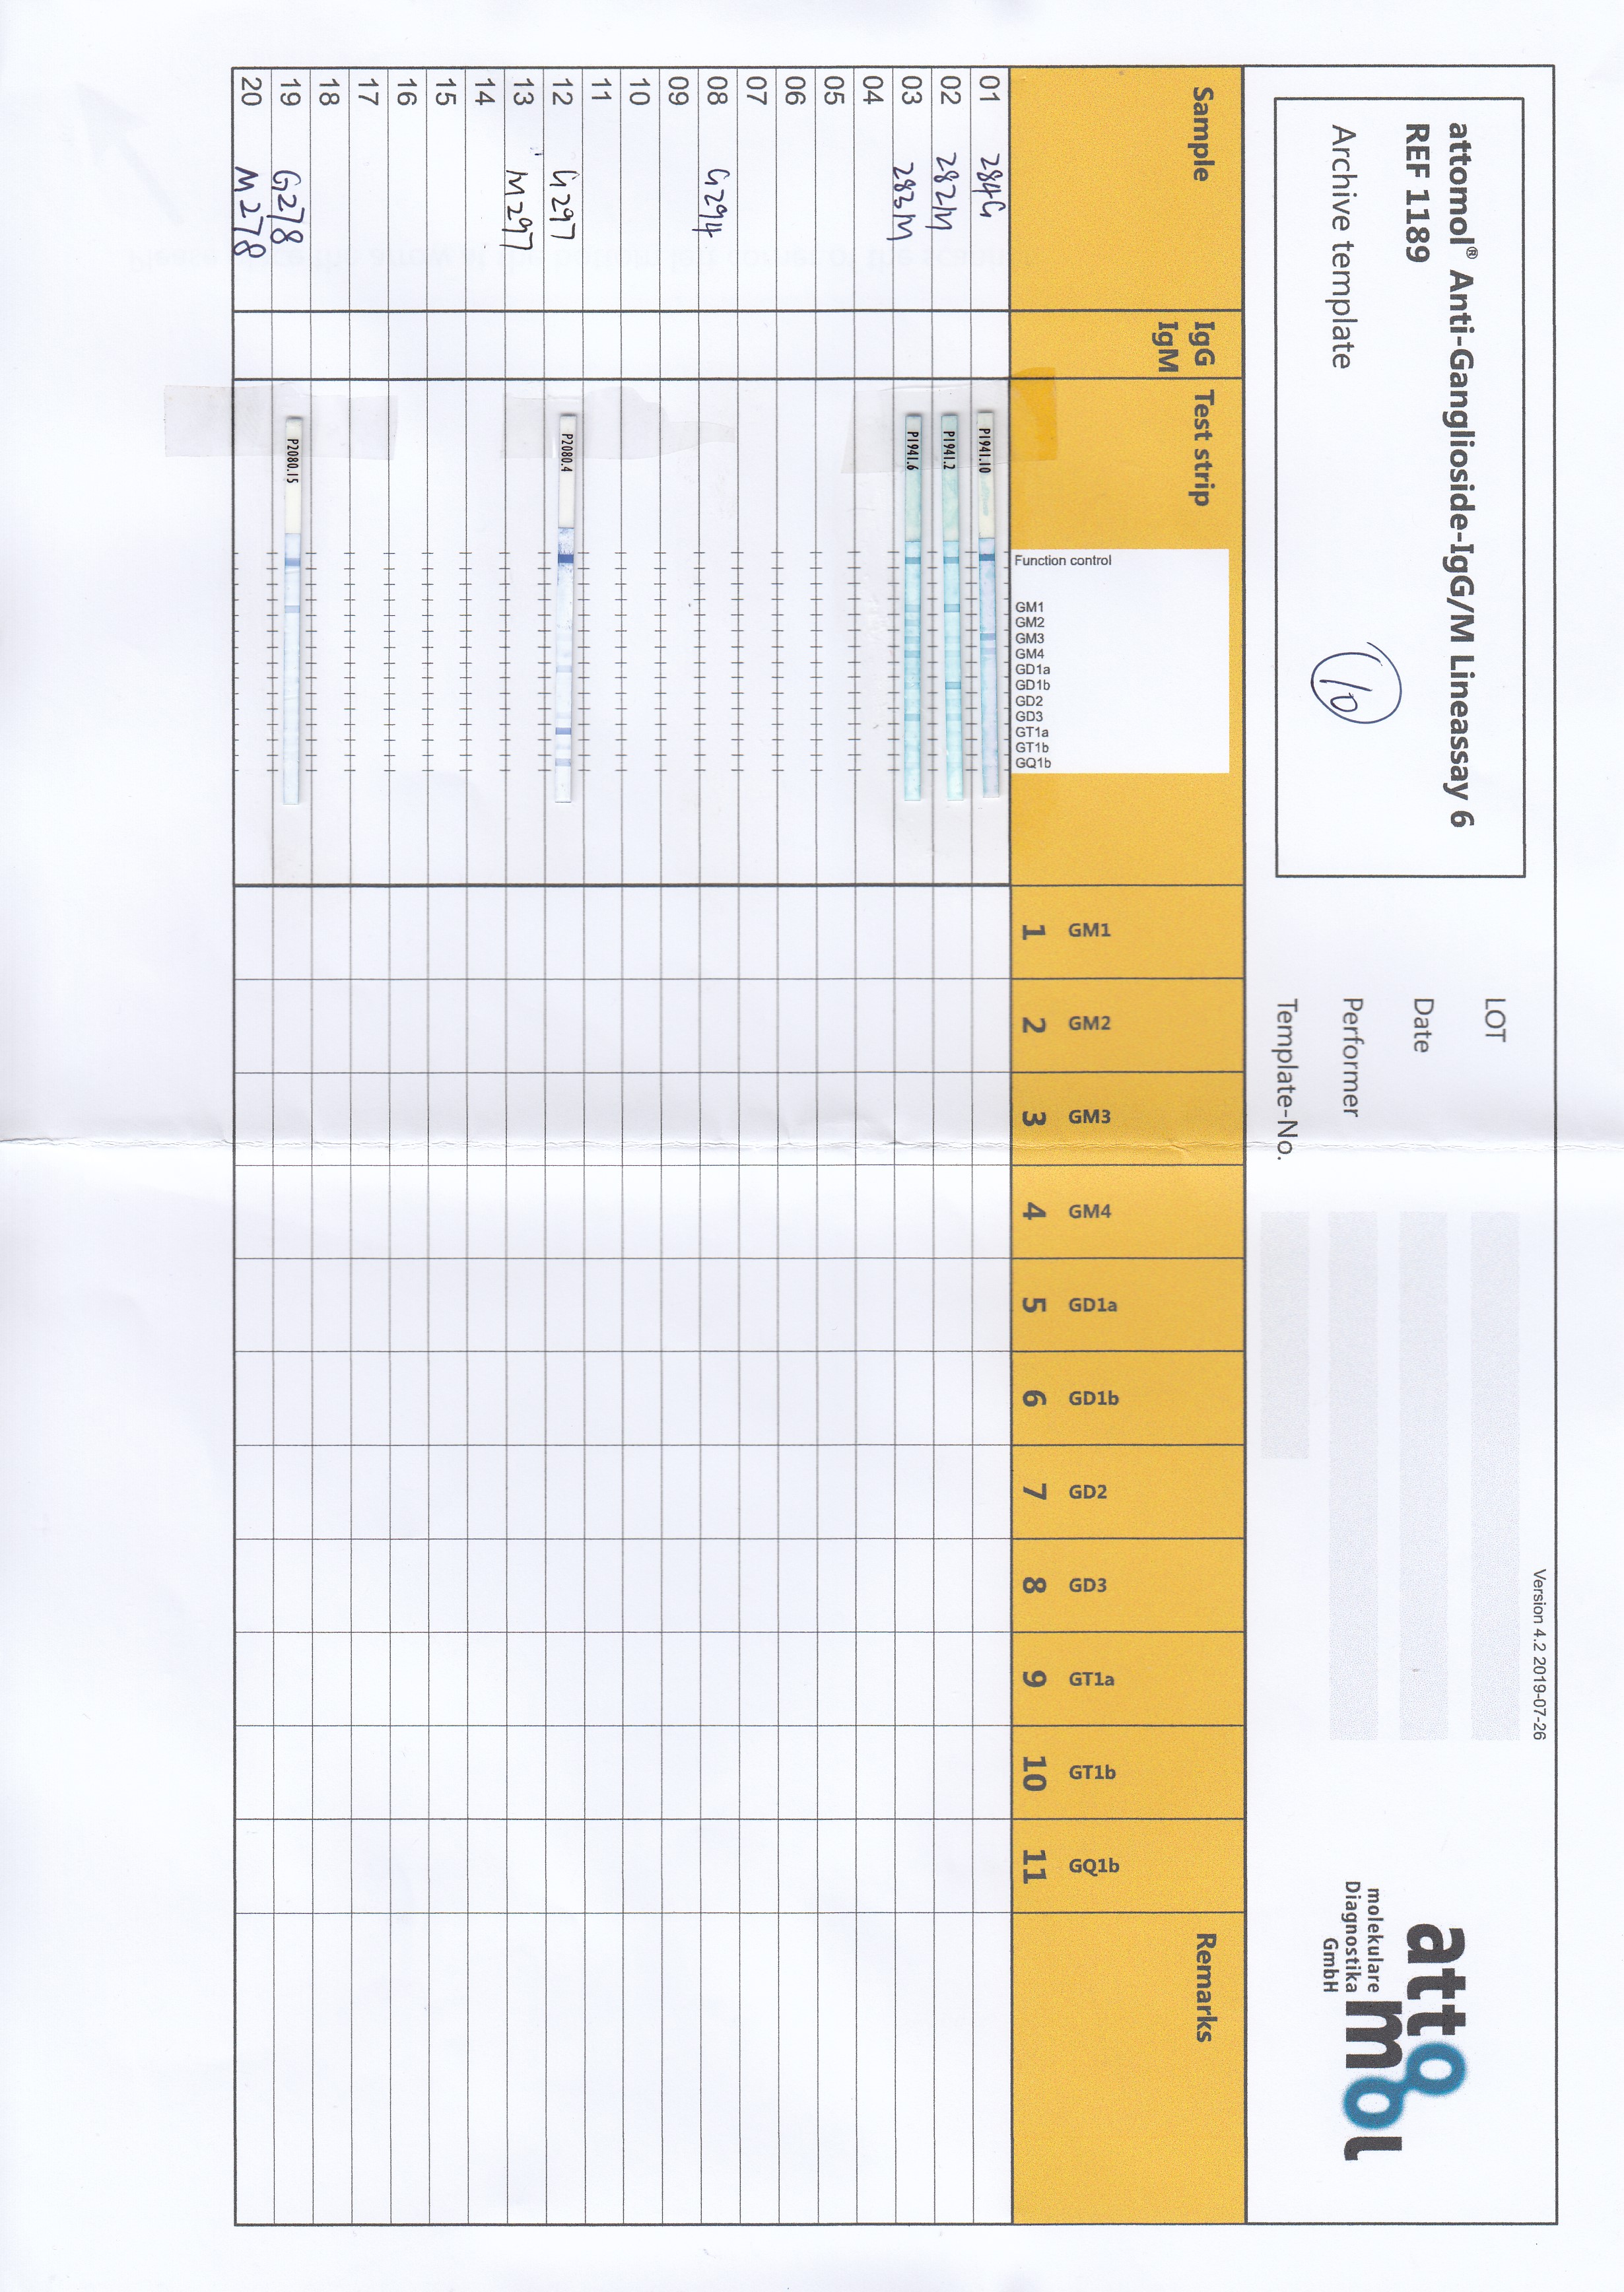 Version 4.2 2019-07-26
attomol® Anti-Ganglioside-IgG/M Lineassay 6
REF 1189
Archive template
10
LOT
Date
Performer
Template-No.
atto
mol
molekulare
Diagnostika
GmbH
Sample
IgG
IgM
Test strip
Function control
GM1
GM2
GM3
GM4
GD1a
GD1b
GD2
GD3
GT1a
GT1b
GQ1b
GM1 GM2 GM3 GM4 GD1a GD1b GD2 GD3 GT1a GT1b GQ1b
1 2 3 4 5 6 7 8 9 10 11
Remarks
01 284G P1941.10
02 282M P1941.2
03 283M P1941.6
04
05
06
07
08 G294
09
10
11
12 G297 P2080.4
13 M297
14
15
16
17
18
19 G278 P2080.15
20 M278